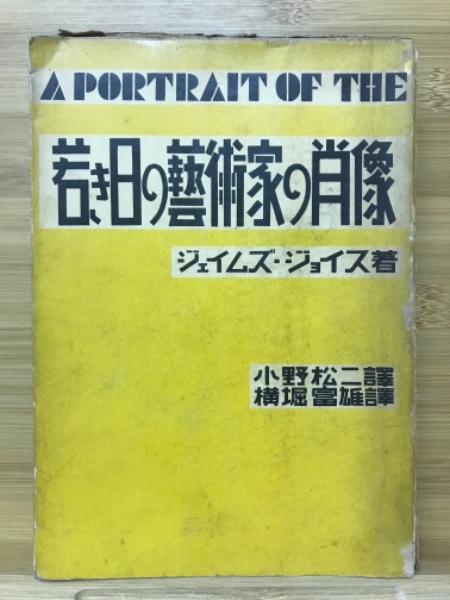 A PORTRAIT OF THE
若き日の藝術家の肖像
ジェイムズ・ジョイス著
小野松二譯
横堀富雄譯